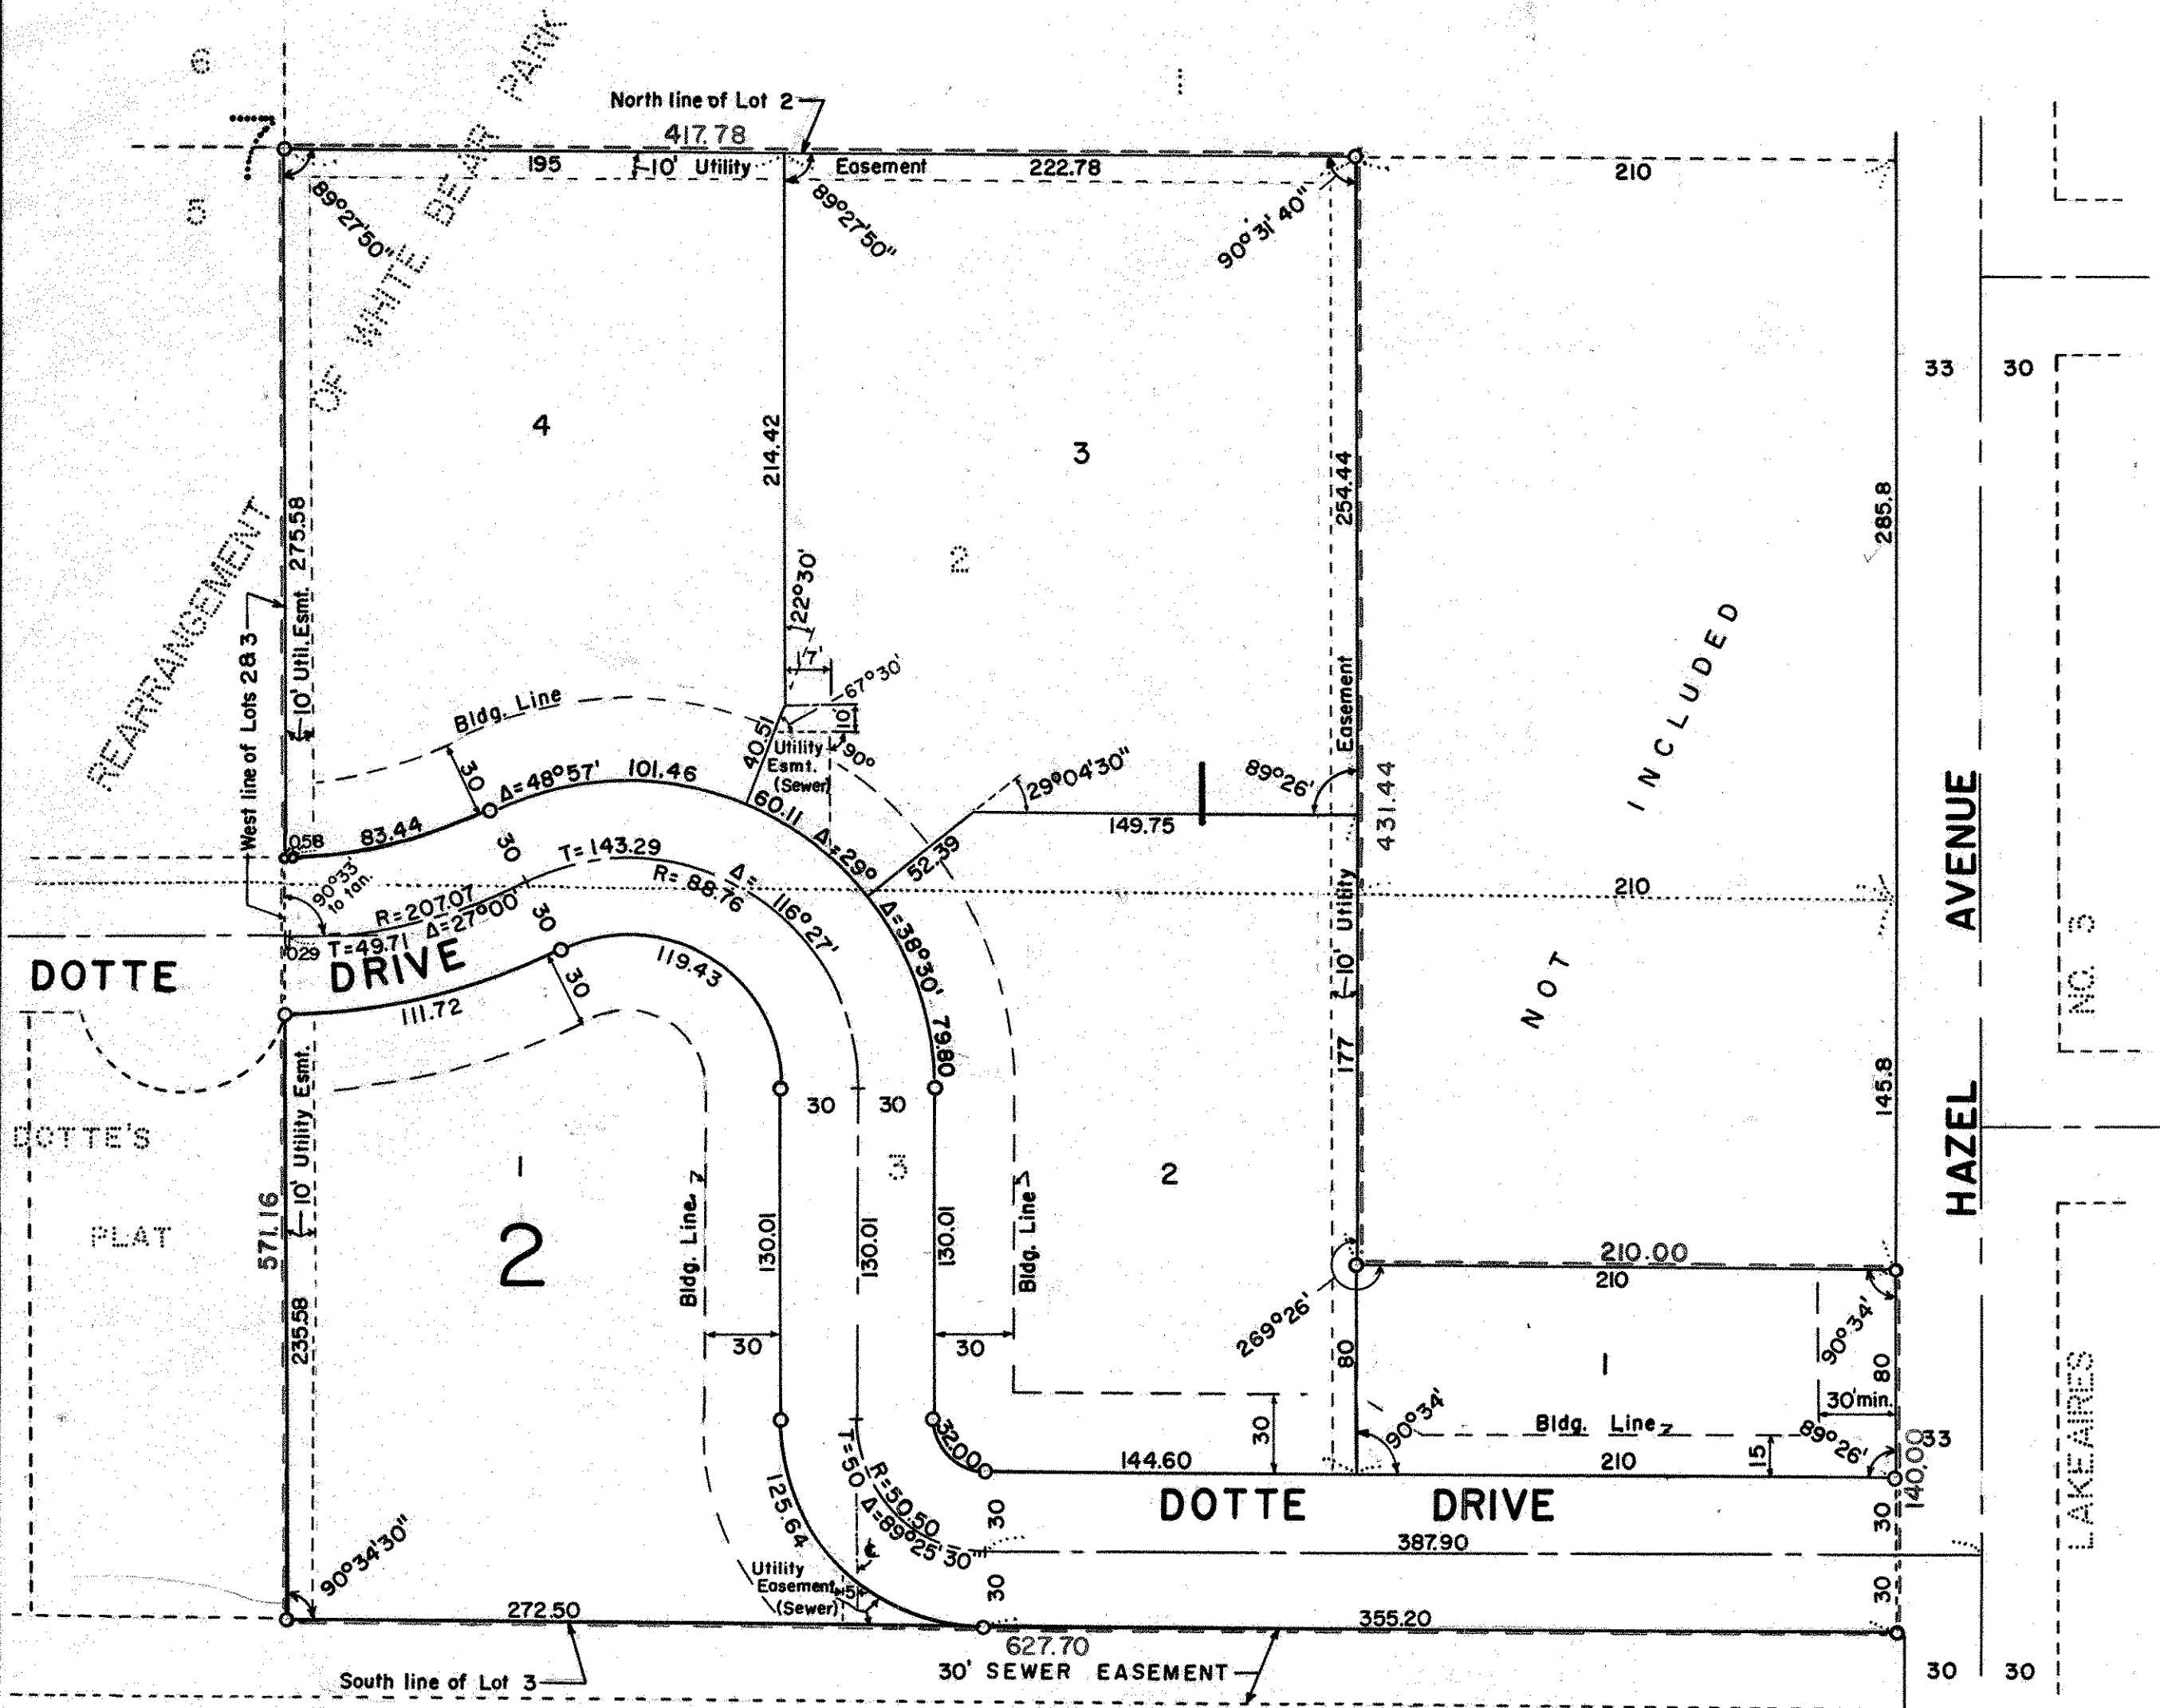 6
7
5
REARRANGEMENT OF WHITE BEAR PARK
North line of Lot 2
417.78
195
10' Utility Easement
222.78
210
89°27'50"
89°27'50"
90°31'40"
33
30
4
3
2
214.42
254.44
285.8
275.58
10' Util. Esmt.
West line of Lots 2&3
22°30'
17'
67°30'
10
90°
Bldg. Line
30
40.51
Utility
Esmt.
(Sewer)
Δ=48°57'
101.46
60.11
Δ=29°
29°04'30"
89°26'
149.75
52.39
1
10' Utility Easement
431.44
NOT INCLUDED
HAZEL AVENUE
NO. 3
0.58
83.44
90°33'
to tan.
30
T=143.29
R=88.76
Δ=116°27'
R=207.07
T=49.71
Δ=27°00'
30
0.29
DOTTE DRIVE
111.72
30
119.43
Δ=38°30'
79.80
210
177
145.8
30
30
DOTTE'S
PLAT
10' Utility Esmt.
1
2
3
2
571.16
235.58
Bldg. Line
130.01
130.01
130.01
Bldg. Line
30
30
210.00
210
269°26'
90°34'
80
1
80
30'min.
90°34'
Bldg. Line
15
89°26'
33
140.00
LAKEAIRES
32.00
144.60
30
210
T=50
R=50.50
Δ=89°25'30"
30
DOTTE DRIVE
30
387.90
125.64
℄
Utility
Easement
(Sewer)
5
30
30
90°34'30"
272.50
355.20
627.70
South line of Lot 3
30' SEWER EASEMENT
30
30